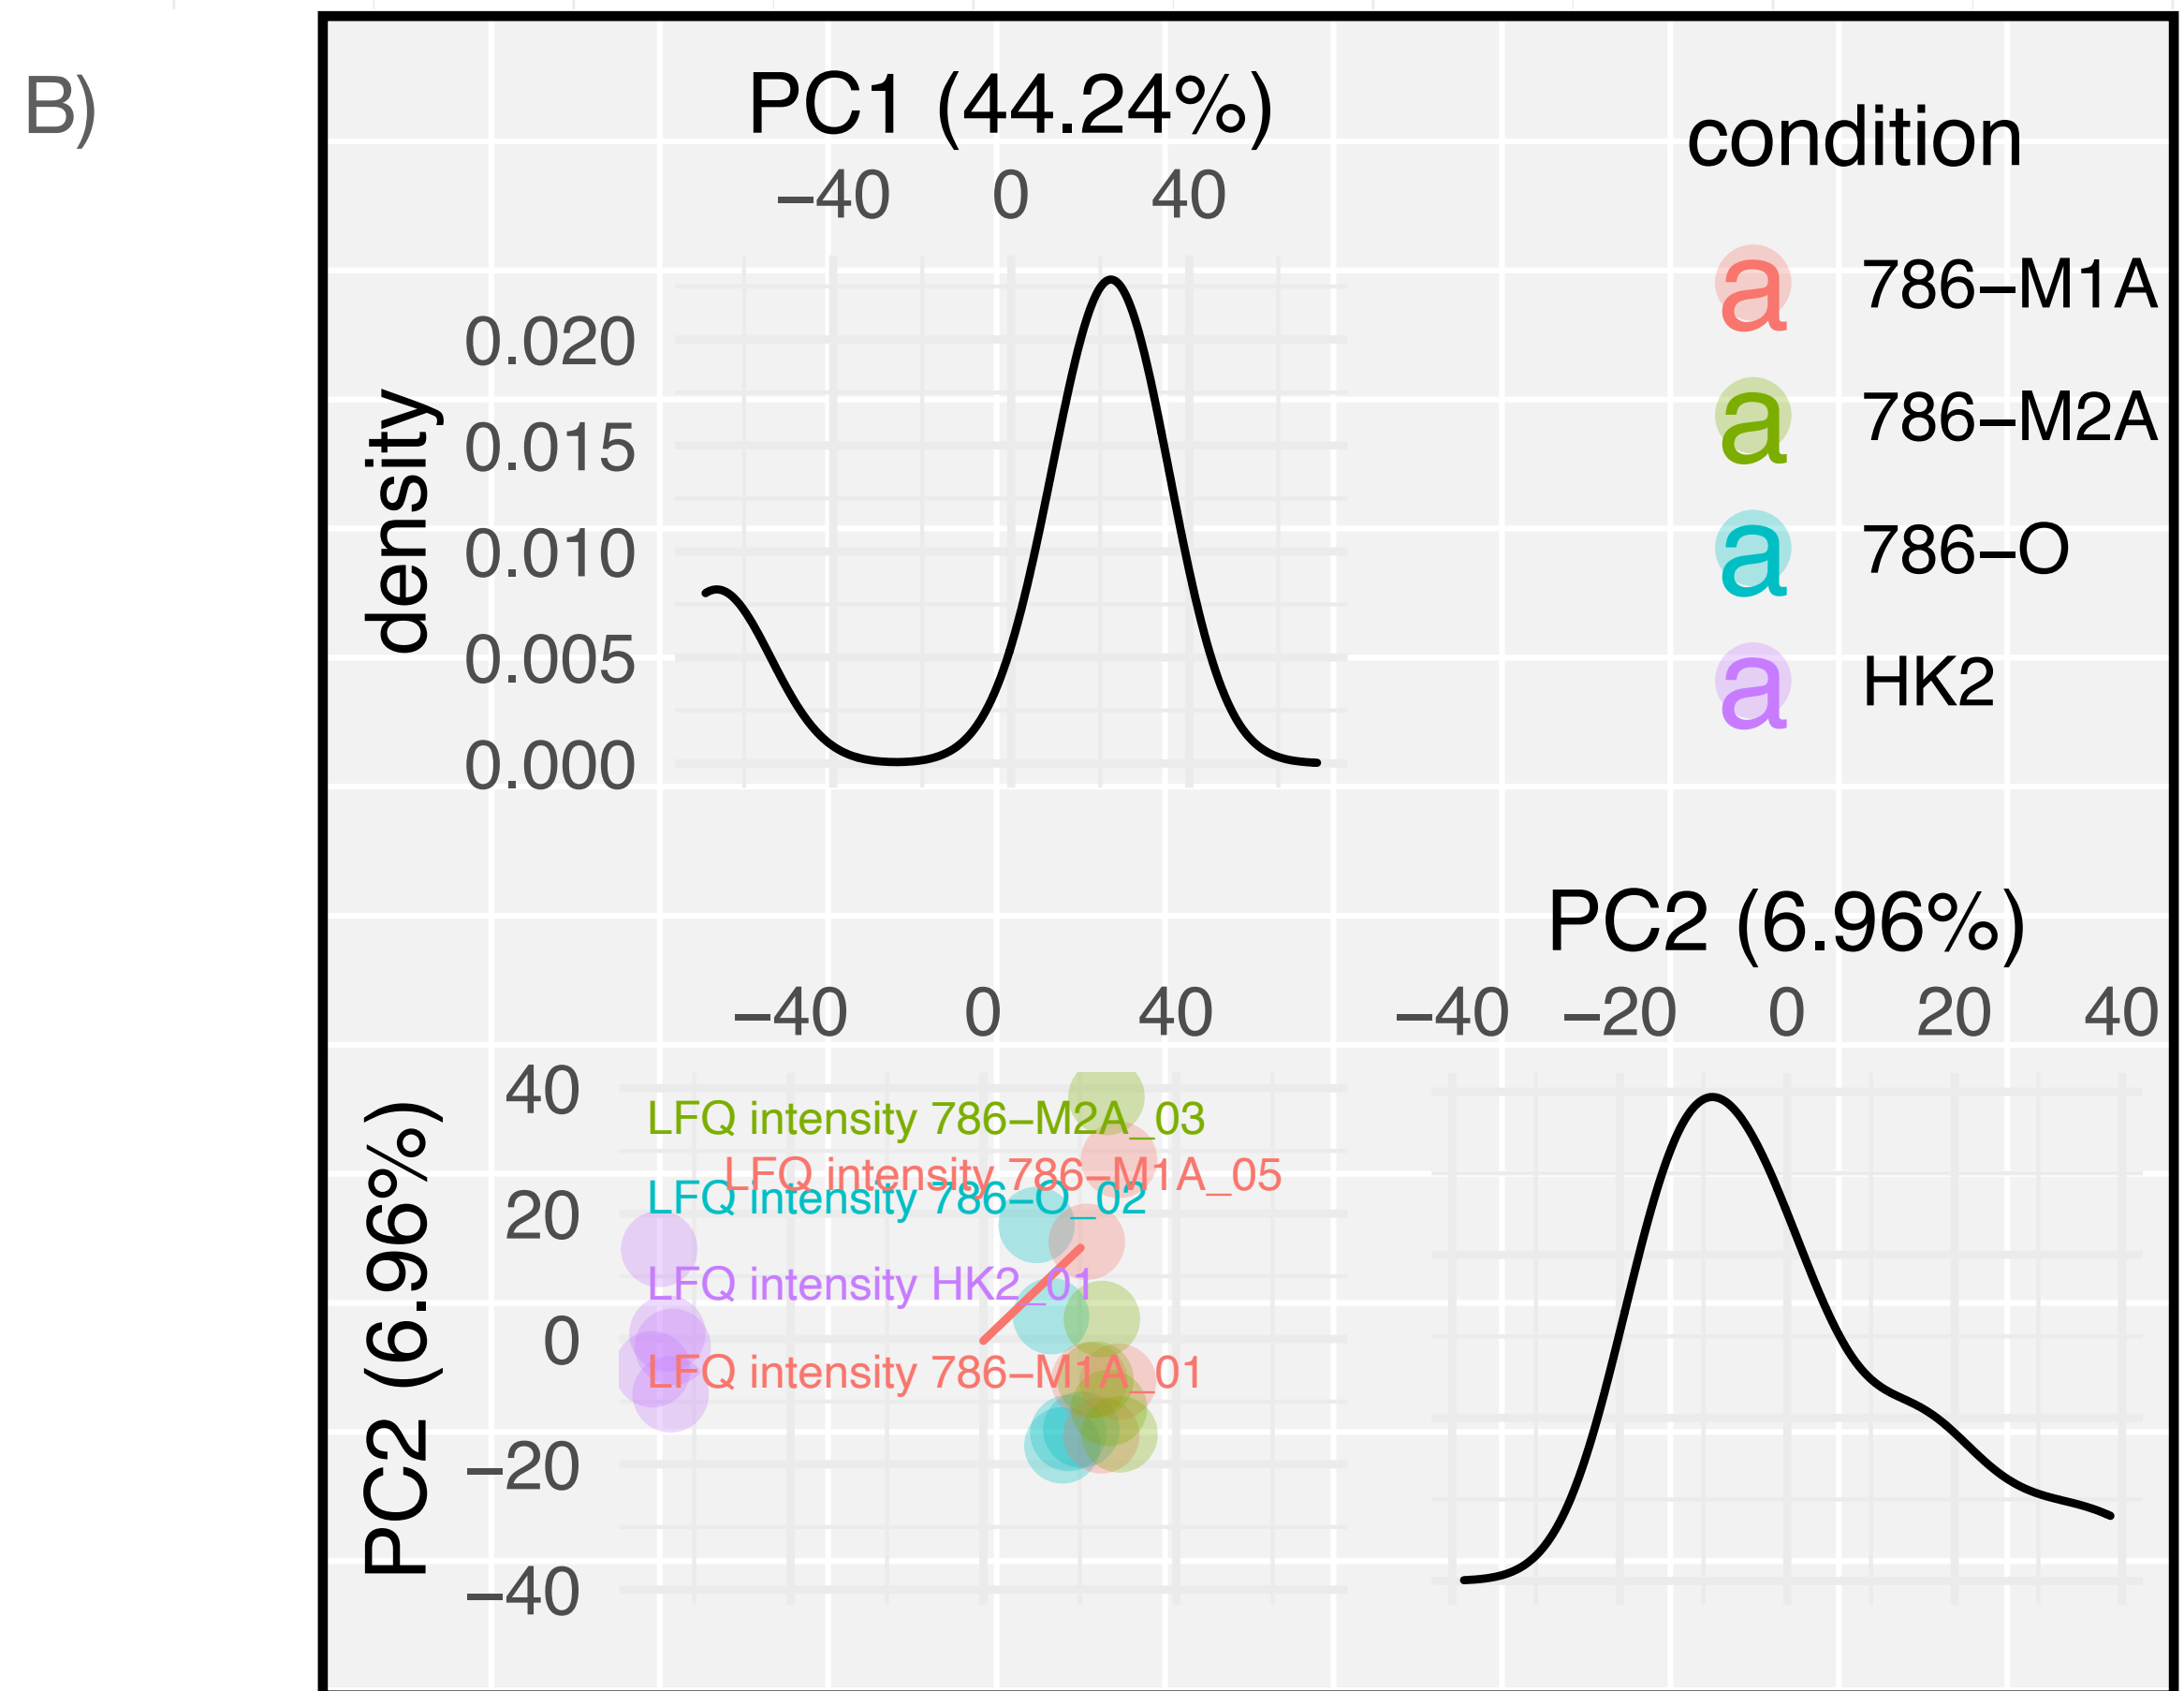 B)
PC1 (44.24%)
−40 0 40
density
0.020
0.015
0.010
0.005
0.000
condition
a 786−M1A
a 786−M2A
a 786−O
a HK2
PC2 (6.96%)
−40 0 40
−40 −20 0 20 40
PC2 (6.96%)
40
20
0
−20
−40
LFQ intensity 786−M2A_03
LFQ intensity 786−M1A_05
LFQ intensity 786−O_02
LFQ intensity HK2_01
LFQ intensity 786−M1A_01